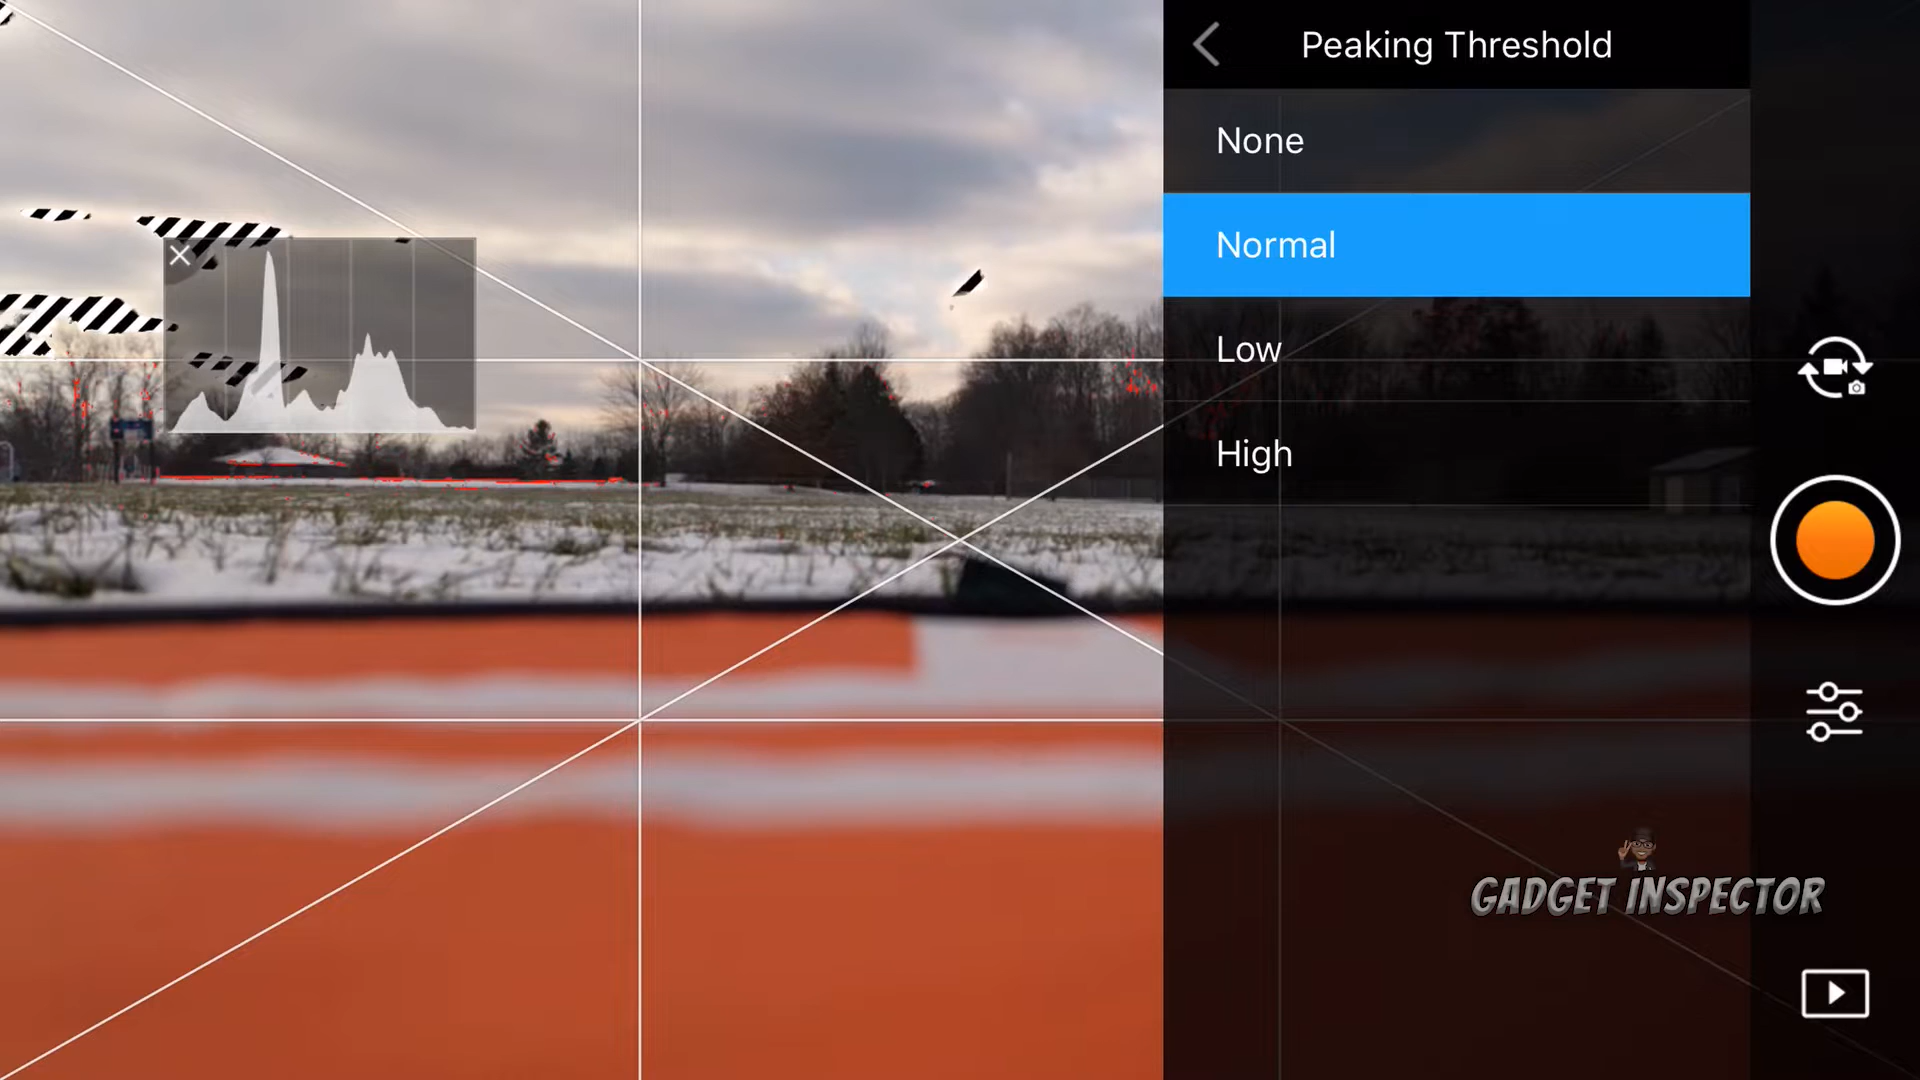 Peaking Threshold
None
Normal
Low
High
GADGET INSPECTOR